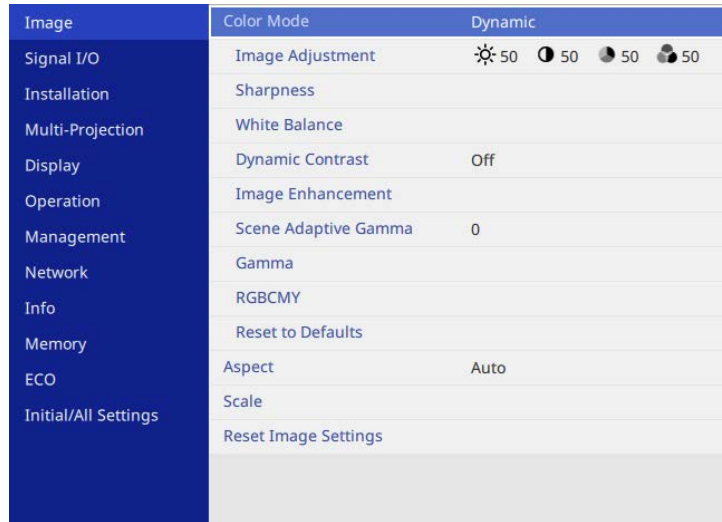 Image
Signal I/O
Installation
Multi-Projection
Display
Operation
Management
Network
Info
Memory
ECO
Initial/All Settings
Color Mode Dynamic
Image Adjustment 50 50 50 50
Sharpness
White Balance
Dynamic Contrast Off
Image Enhancement
Scene Adaptive Gamma 0
Gamma
RGBCMY
Reset to Defaults
Aspect Auto
Scale
Reset Image Settings